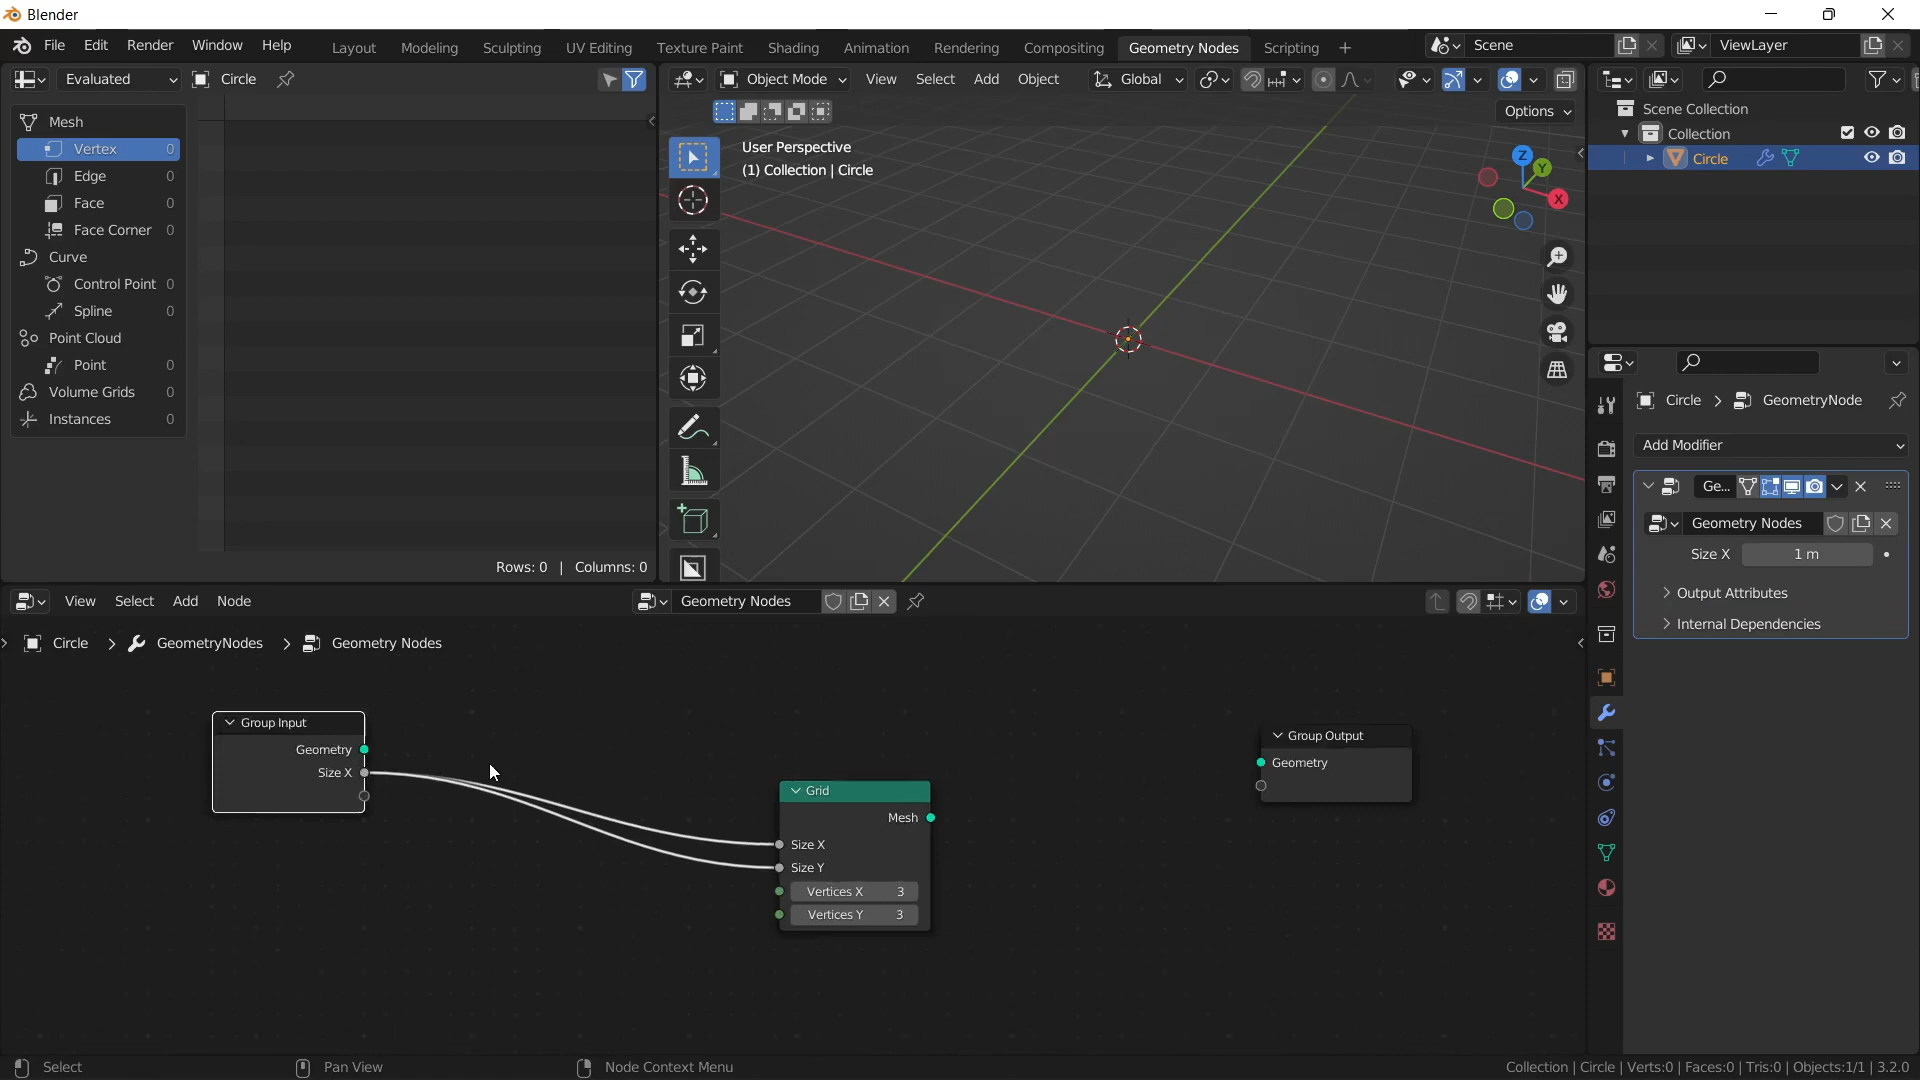 Blender
File Edit Render Window Help Layout Modeling Sculpting UV Editing Texture Paint Shading Animation Rendering Compositing Geometry Nodes Scripting + Scene ViewLayer
Evaluated Circle
Mesh
Vertex 0
Edge 0
Face 0
Face Corner 0
Curve
Control Point 0
Spline 0
Point Cloud
Point 0
Volume Grids 0
Instances 0
Rows: 0 | Columns: 0
Object Mode View Select Add Object Global
Options
User Perspective
(1) Collection | Circle
Z
Y
X
Scene Collection
Collection
Circle
Circle > GeometryNode
Add Modifier
Ge...
Geometry Nodes
Size X 1 m
> Output Attributes
> Internal Dependencies
View Select Add Node Geometry Nodes
> Circle > GeometryNodes > Geometry Nodes
Group Input
Geometry
Size X
Grid
Mesh
Size X
Size Y
Vertices X 3
Vertices Y 3
Group Output
Geometry
Select Pan View Node Context Menu Collection | Circle | Verts:0 | Faces:0 | Tris:0 | Objects:1/1 | 3.2.0